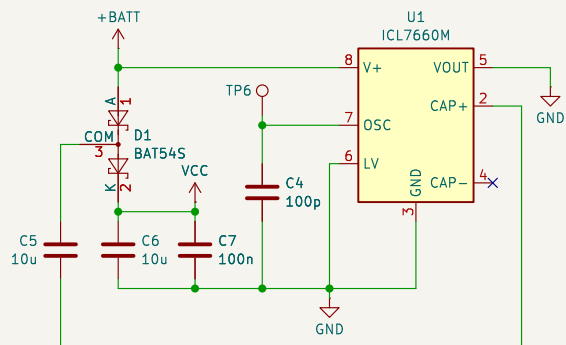 +BATT
U1
ICL7660M
8
V+
VOUT
5
TP6
A
1
CAP+
2
7
OSC
COM
3
D1
BAT54S
6
LV
VCC
K
2
GND
3
CAP-
4
GND
C4
100p
C5
10u
C6
10u
C7
100n
GND